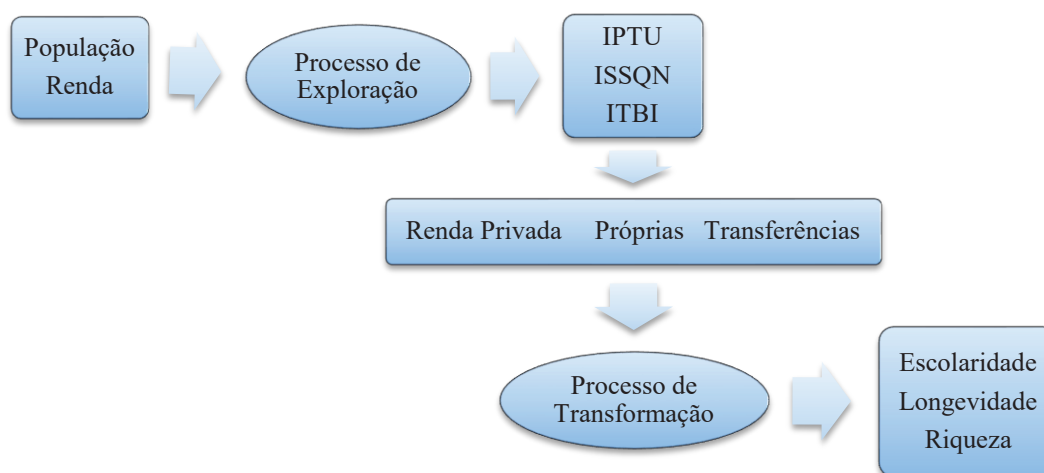 População
Renda
Processo de
Exploração
IPTU
ISSQN
ITBI
Renda Privada Próprias Transferências
Processo de
Transformação
Escolaridade
Longevidade
Riqueza